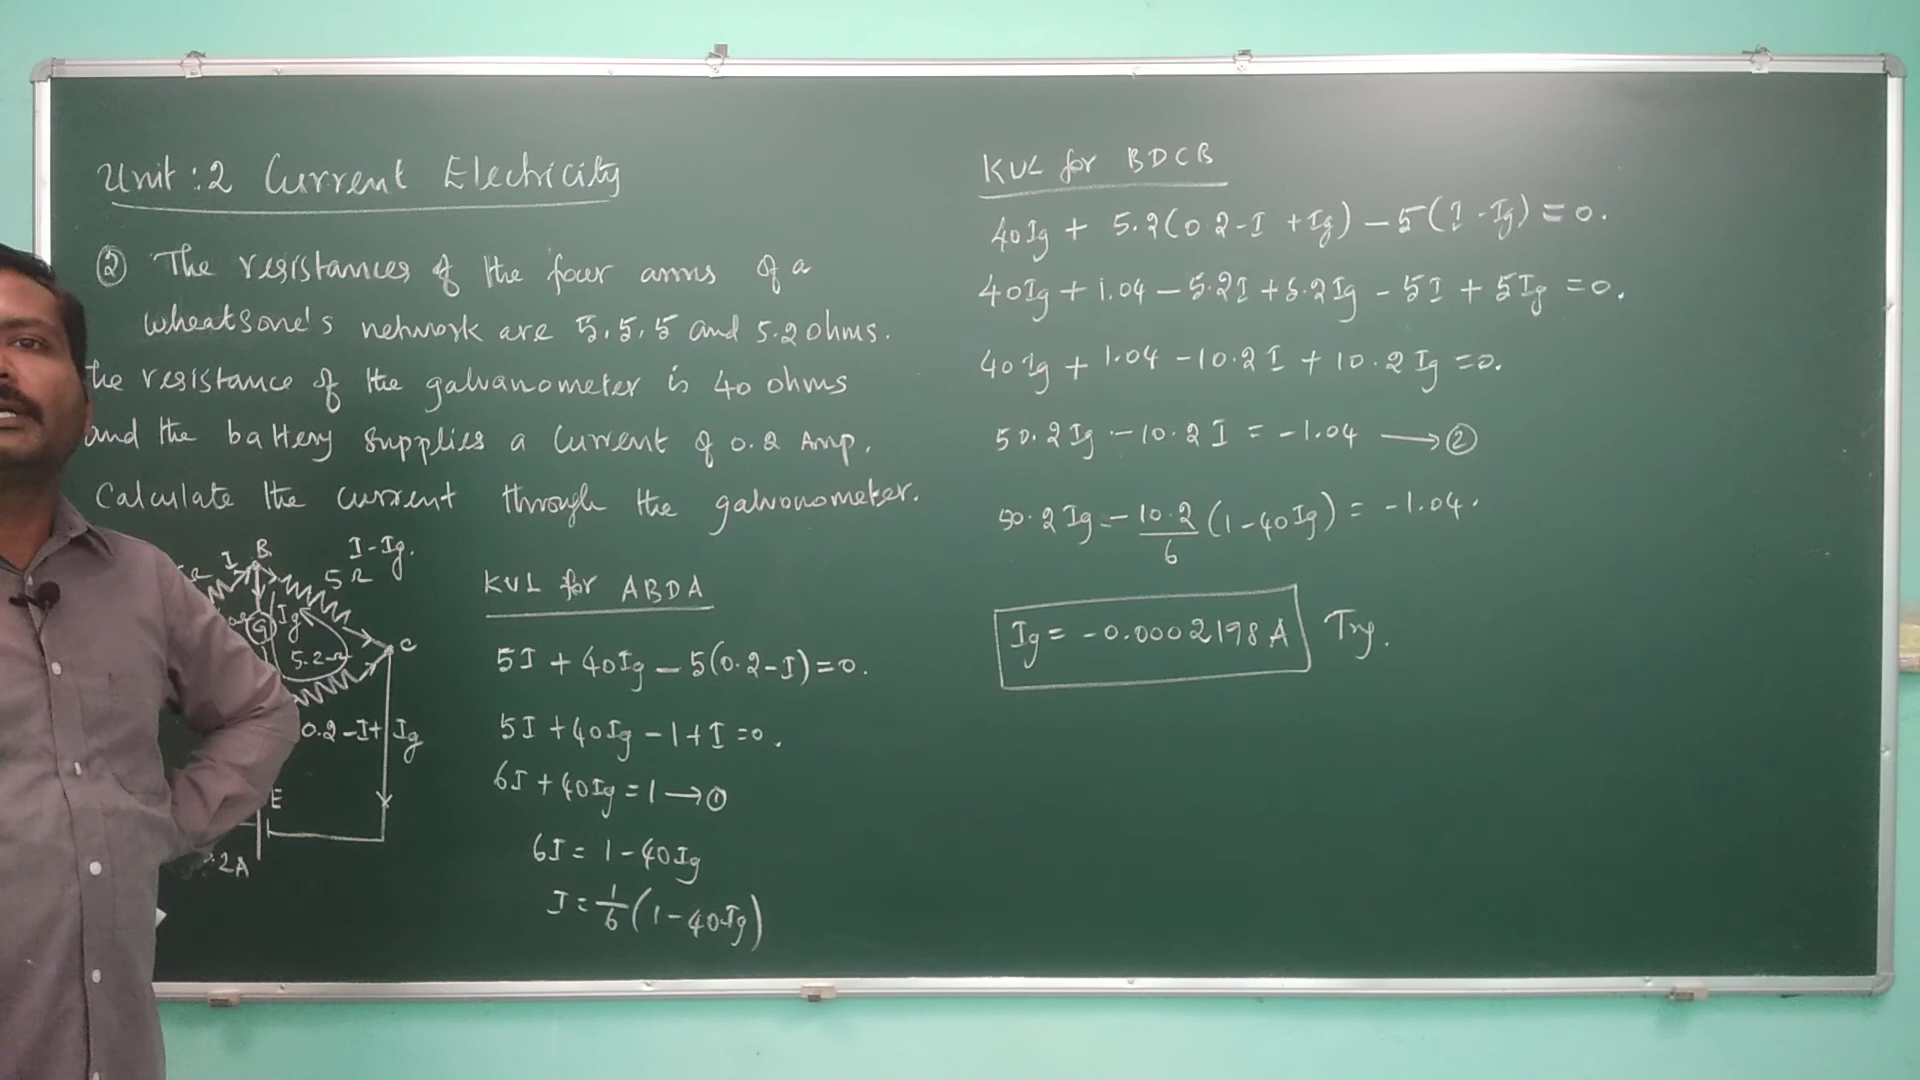 Unit : 2 Current Electricity
② The resistances of the four arms of a
wheatsone's network are 5, 5, 5 and 5.2 ohms.
the resistance of the galvanometer is 40 ohms
and the battery supplies a current of 0.2 Amp.
Calculate the current through the galvonometer.
I B I-Ig.
5Ω
G Ig
5.2Ω C
0.2-I+Ig
E
2A
KVL for ABDA
5I + 40Ig - 5(0.2-I)=0.
5I + 40Ig - 1 + I = 0.
6I + 40Ig = 1 → ①
6I = 1 - 40Ig
I = 1/6 (1 - 40Ig)
KVL for BDCB
40Ig + 5.2(0.2-I+Ig) - 5(I-Ig) = 0.
40Ig + 1.04 - 5.2I + 5.2Ig - 5I + 5Ig = 0.
40Ig + 1.04 - 10.2I + 10.2Ig = 0.
50.2Ig - 10.2I = -1.04 → ②
50.2Ig - 10.2/6 (1 - 40Ig) = -1.04.
Ig = -0.0002198 A Try.